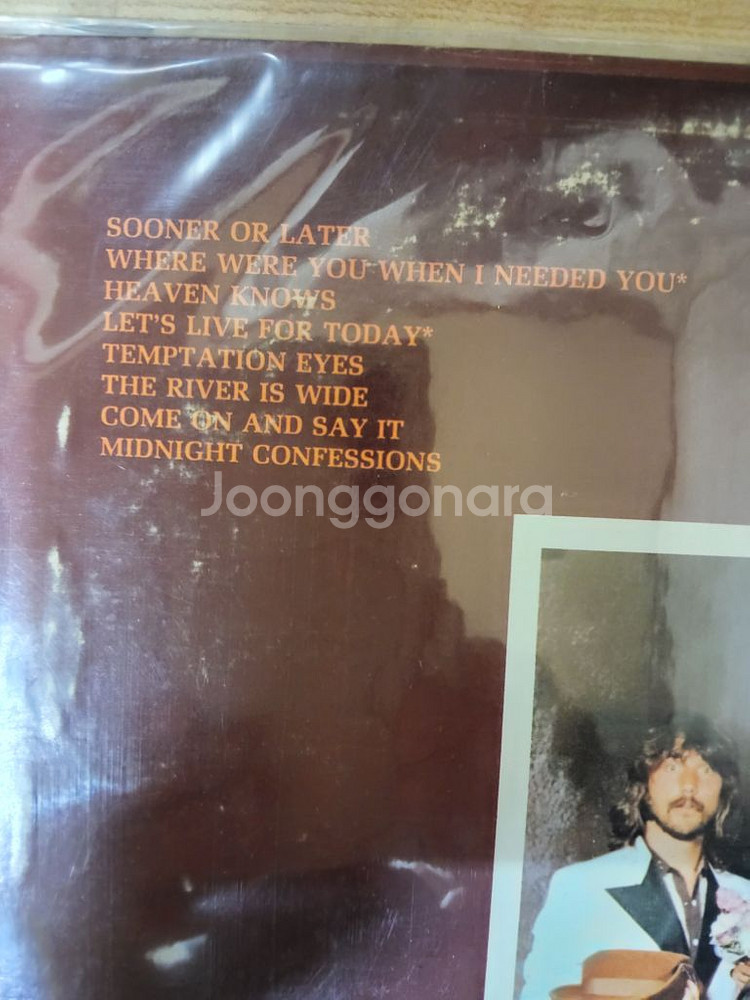 SOONER OR LATER
WHERE WERE YOU WHEN I NEEDED YOU*
HEAVEN KNOWS
LET'S LIVE FOR TODAY*
TEMPTATION EYES
THE RIVER IS WIDE
COME ON AND SAY IT
MIDNIGHT CONFESSIONS
Joonggonara